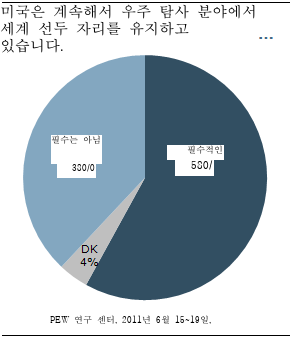 미국은 계속해서 우주 탐사 분야에서
세계 선두 자리를 유지하고
있습니다.
...
필수는 아님
380/0
필수적인
580/
DK
4%
PEW 연구 센터, 2011년 6월 15~19일.